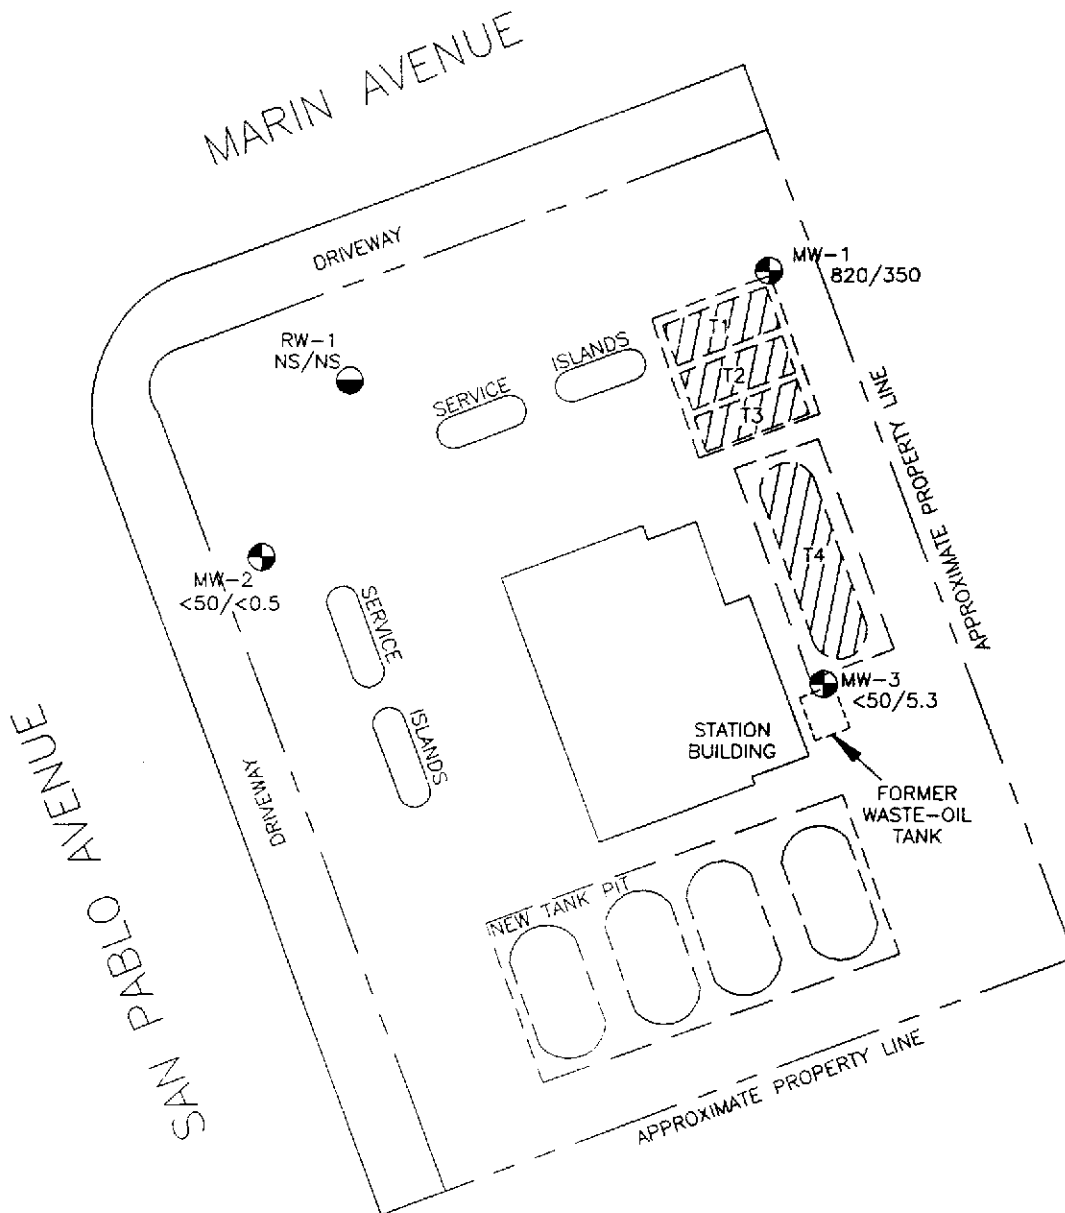 MARIN AVENUE
DRIVEWAY
MW-1
820/350
RW-1
NS/NS
SERVICE
ISLANDS
T1
T2
T3
APPROXIMATE PROPERTY LINE
T4
MW-2
<50/<0.5
SERVICE
ISLANDS
MW-3
<50/5.3
STATION
BUILDING
FORMER
WASTE-OIL
TANK
SAN PABLO AVENUE
DRIVEWAY
NEW TANK PIT
APPROXIMATE PROPERTY LINE